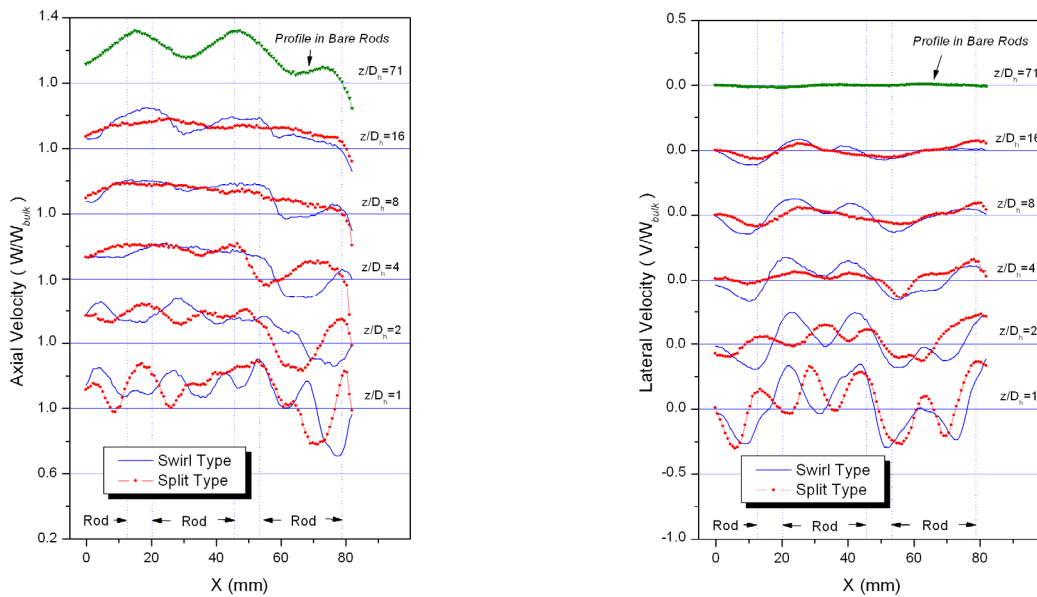 1.4
Profile in Bare Rods
1.0
z/Dh=71
1.0
z/Dh=16
1.0
z/Dh=8
1.0
z/Dh=4
1.0
z/Dh=2
1.0
z/Dh=1
0.6
0.2
Swirl Type
Split Type
Rod
Rod
Rod
0
20
40
60
80
X (mm)
Axial Velocity ( W/Wbulk)
0.5
Profile in
Bare Rods
0.0
z/Dh=71
0.0
z/Dh=16
0.0
z/Dh=8
0.0
z/Dh=4
0.0
z/Dh=2
0.0
z/Dh=1
-0.5
-1.0
Swirl Type
Split Type
Rod
Rod
Rod
0
20
40
60
80
X (mm)
Lateral Velocity ( V/Wbulk)